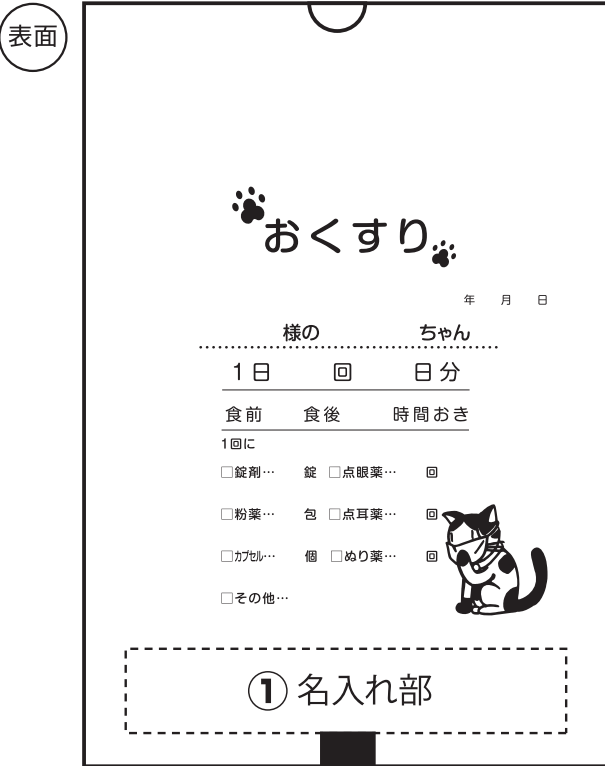 表面
おくすり
年 月 日
様の ちゃん
1日 回 日分
食前 食後 時間おき
1回に
□錠剤… 錠 □点眼薬… 回
□粉薬… 包 □点耳薬… 回
□カプセル… 個 □ぬり薬… 回
□その他…
① 名入れ部